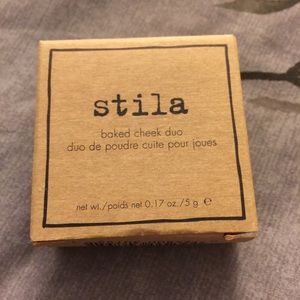 stila
baked cheek duo
duo de poudre cuite pour joues
net wt./poids net 0.17 oz./5 g ℮